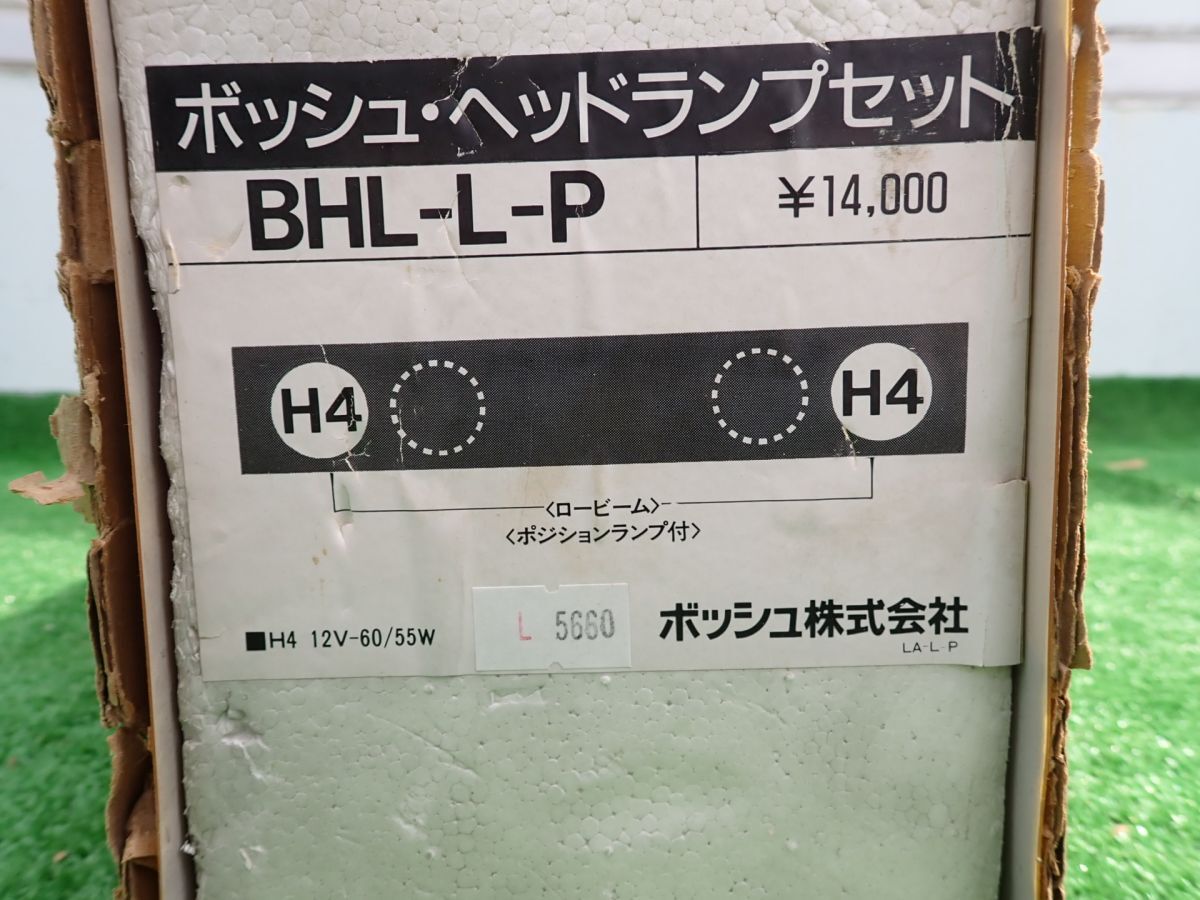 ボッシュ・ヘッドランプセット
BHL-L-P
¥14,000
H4
H4
〈ロービーム〉
〈ポジションランプ付〉
■H4 12V-60/55W
L 5660
ボッシュ株式会社
LA-L-P